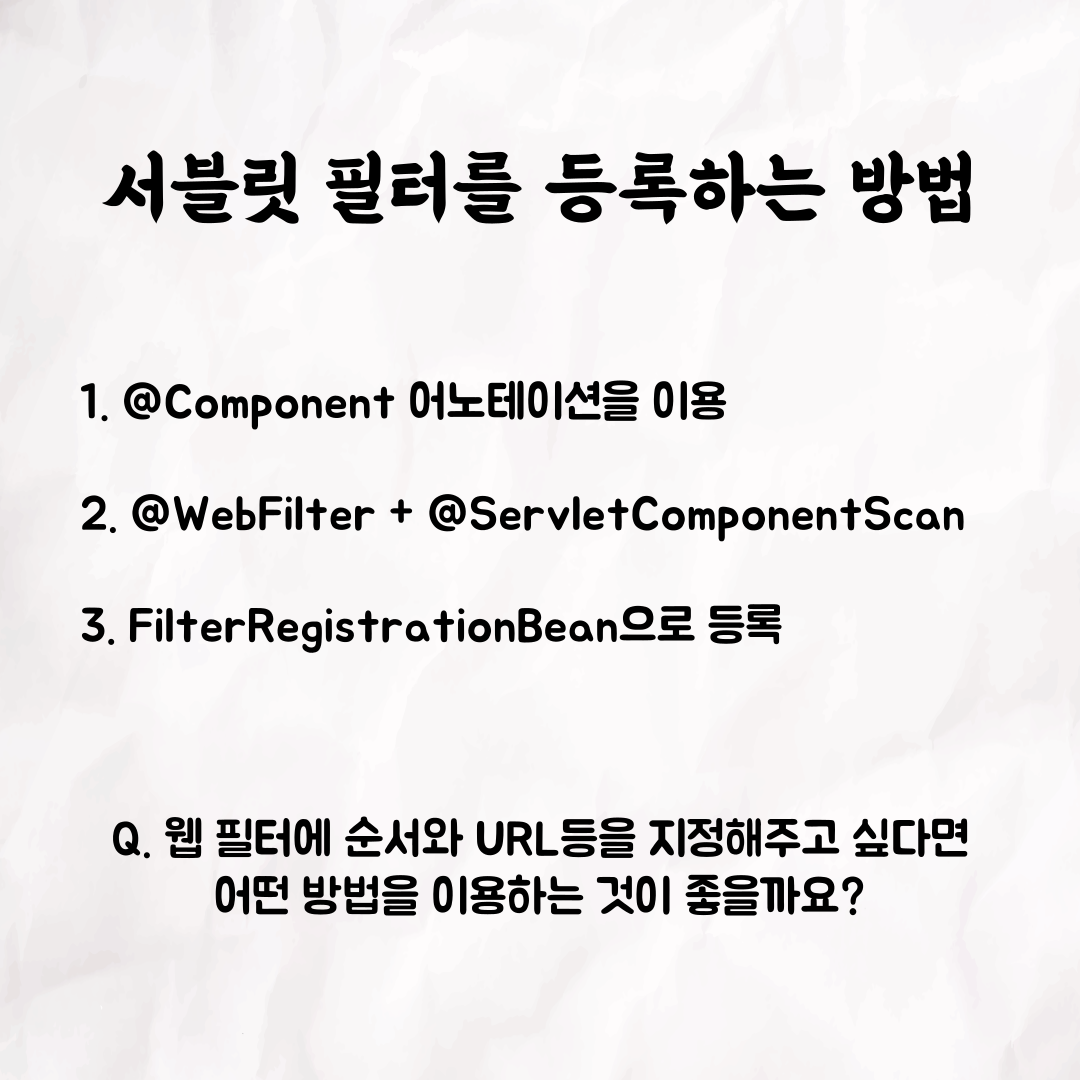 서블릿 필터를 등록하는 방법
1. @Component 어노테이션을 이용
2. @WebFilter + @ServletComponentScan
3. FilterRegistrationBean으로 등록
Q. 웹 필터에 순서와 URL등을 지정해주고 싶다면
어떤 방법을 이용하는 것이 좋을까요?